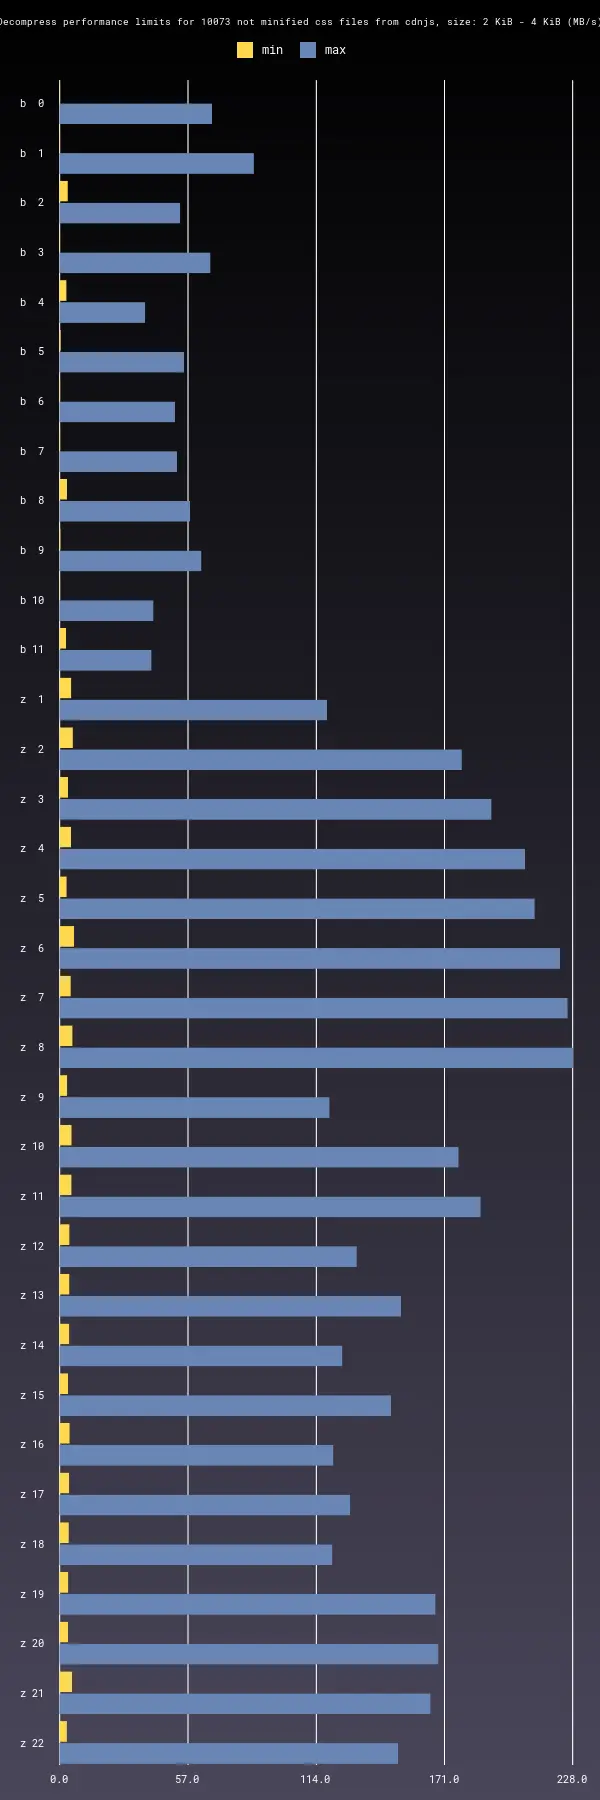 Decompress performance limits for 10073 not minified css files from cdnjs, size: 2 KiB - 4 KiB (MB/s)
min max
b 0
b 1
b 2
b 3
b 4
b 5
b 6
b 7
b 8
b 9
b 10
b 11
z 1
z 2
z 3
z 4
z 5
z 6
z 7
z 8
z 9
z 10
z 11
z 12
z 13
z 14
z 15
z 16
z 17
z 18
z 19
z 20
z 21
z 22
0.0 57.0 114.0 171.0 228.0